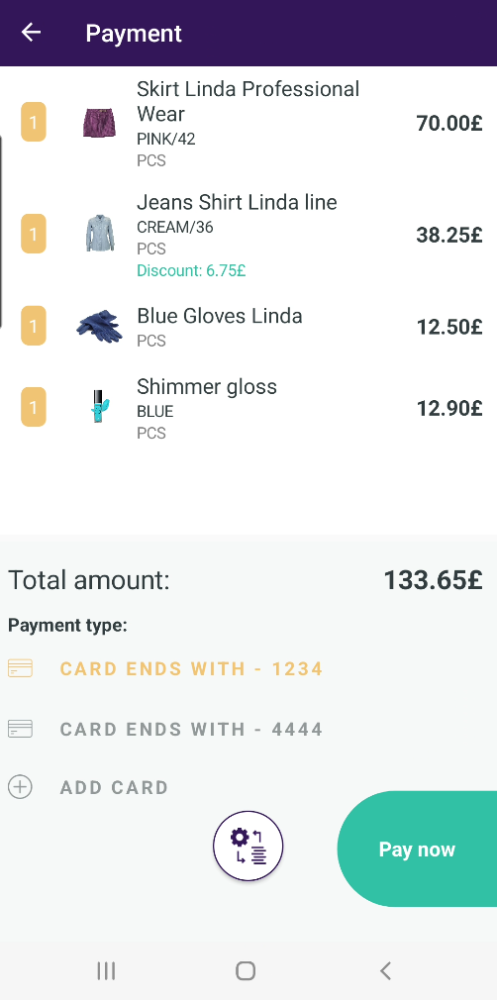 Payment
Skirt Linda Professional
Wear
1
70.00£
PINK/42
PCS
Jeans Shirt Linda line
CREAM/36
1
38.25£
PCS
Discount: 6.75£
Blue Gloves Linda
1
12.50£
PCS
Shimmer gloss
1
12.90£
BLUE
PCS
Total amount: 133.65£
Payment type:
CARD ENDS WITH - 1234
CARD ENDS WITH - 4444
ADD CARD
Pay now